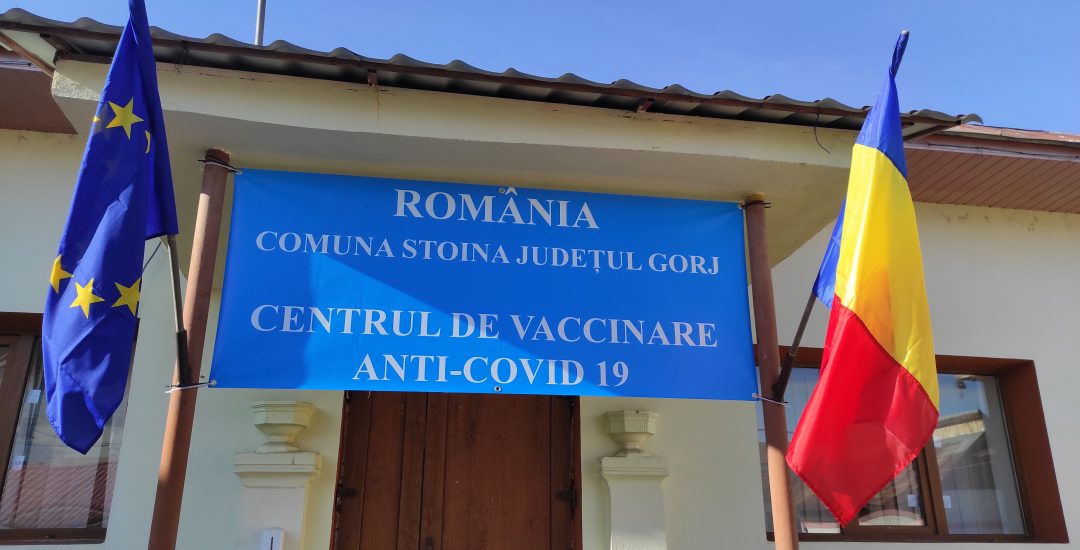 ROMÂNIA
COMUNA STOINA JUDEȚUL GORJ
CENTRUL DE VACCINARE
ANTI-COVID 19